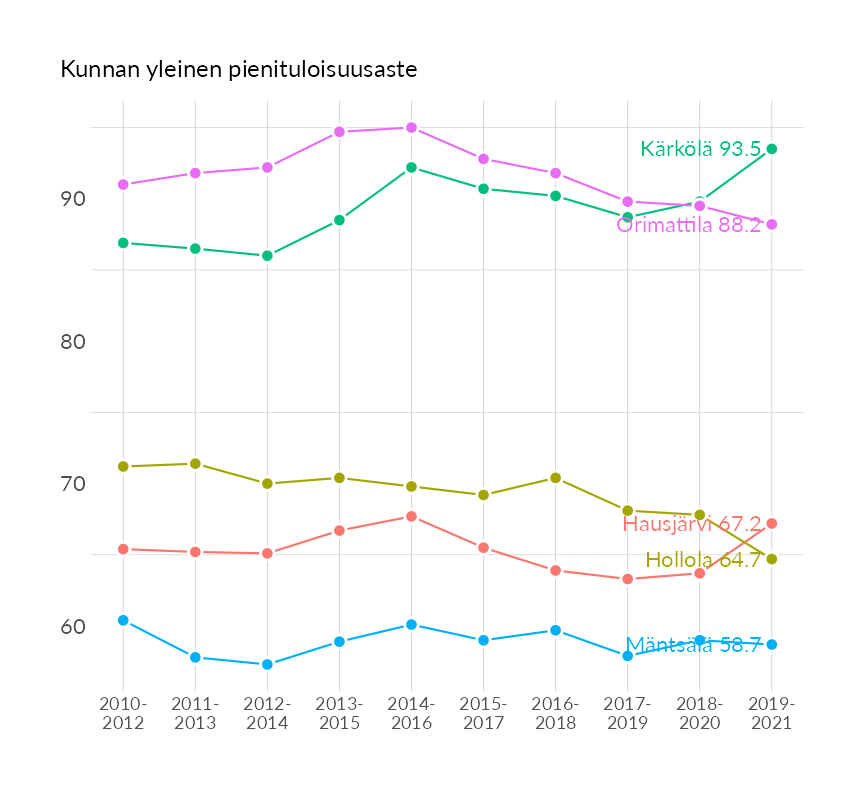 Kunnan yleinen pienituloisuusaste
Kärkölä 93.5
90
Orimattila 88.2
80
70
Hausjärvi 67.2
Hollola 64.7
60
Mäntsälä 58.7
2010- 2011- 2012- 2013- 2014- 2015- 2016- 2017- 2018- 2019-
2012 2013 2014 2015 2016 2017 2018 2019 2020 2021